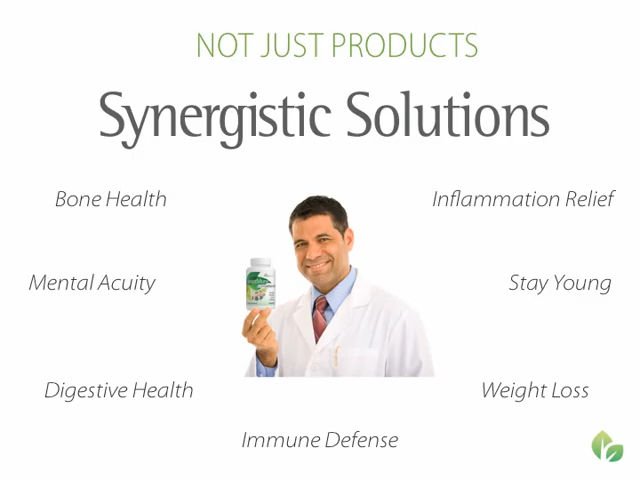 NOT JUST PRODUCTS
Synergistic Solutions
Bone Health
Inflammation Relief
Mental Acuity
Stay Young
Digestive Health
Weight Loss
Immune Defense